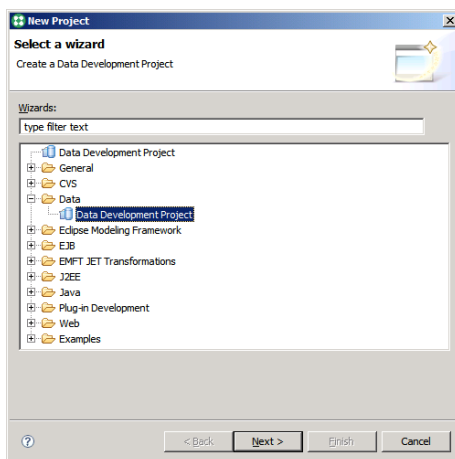 New Project
Select a wizard
Create a Data Development Project
Wizards:
type filter text
Data Development Project
General
CVS
Data
Data Development Project
Eclipse Modeling Framework
EJB
EMFT JET Transformations
J2EE
Java
Plug-in Development
Web
Examples
?
< Back Next > Finish Cancel